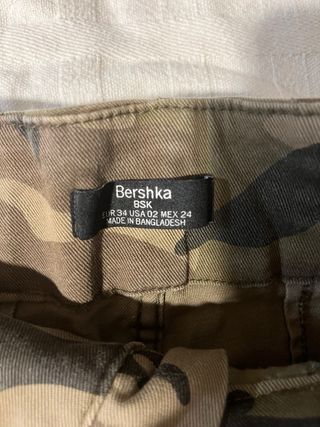 Bershka
BSK
EUR 34 USA 02 MEX 24
MADE IN BANGLADESH